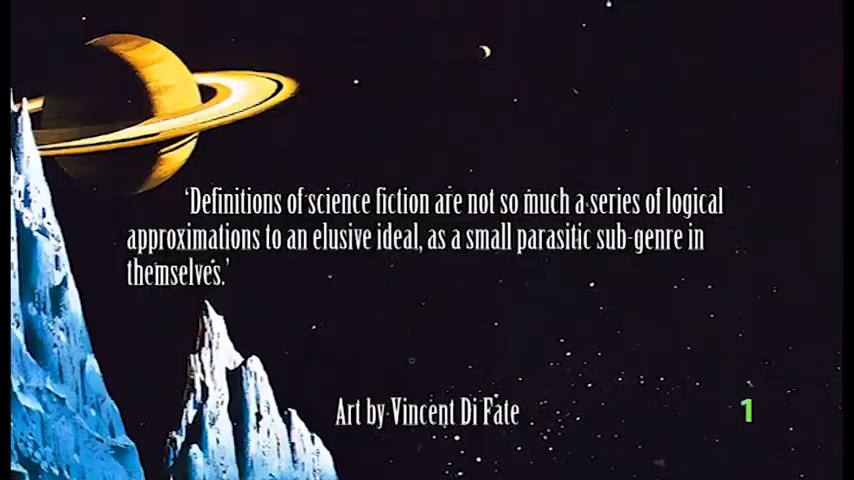 ‘Definitions of science fiction are not so much a series of logical
approximations to an elusive ideal, as a small parasitic sub-genre in
themselves.’
Art by Vincent Di Fate
1